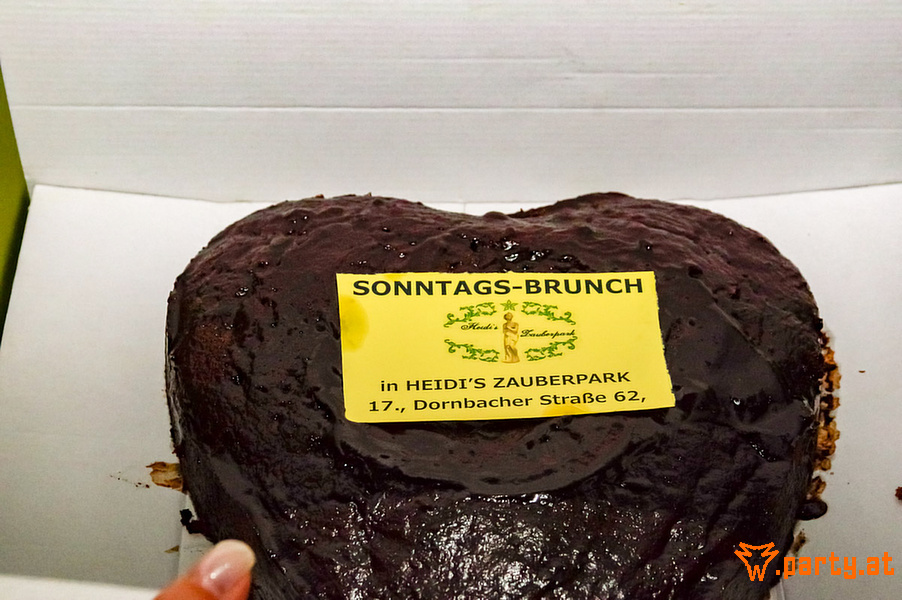 SONNTAGS-BRUNCH
Heidi's Zauberpark
in HEIDI'S ZAUBERPARK
17., Dornbacher Straße 62,
w.party.at